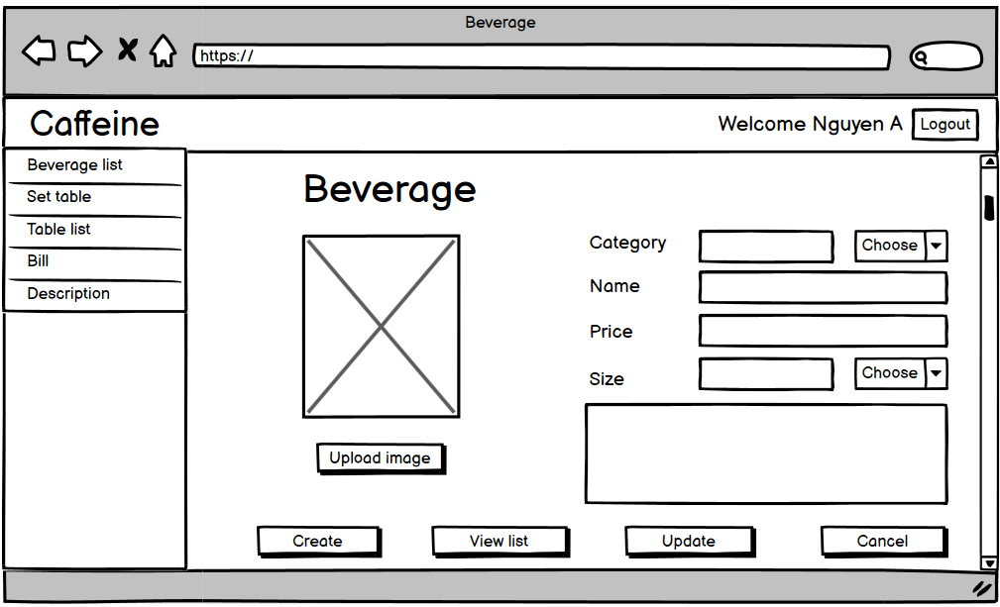 Beverage
https://
Caffeine
Welcome Nguyen A
Logout
Beverage list
Set table
Table list
Bill
Description
Beverage
Category
Choose
Name
Price
Size
Choose
Upload image
Create
View list
Update
Cancel